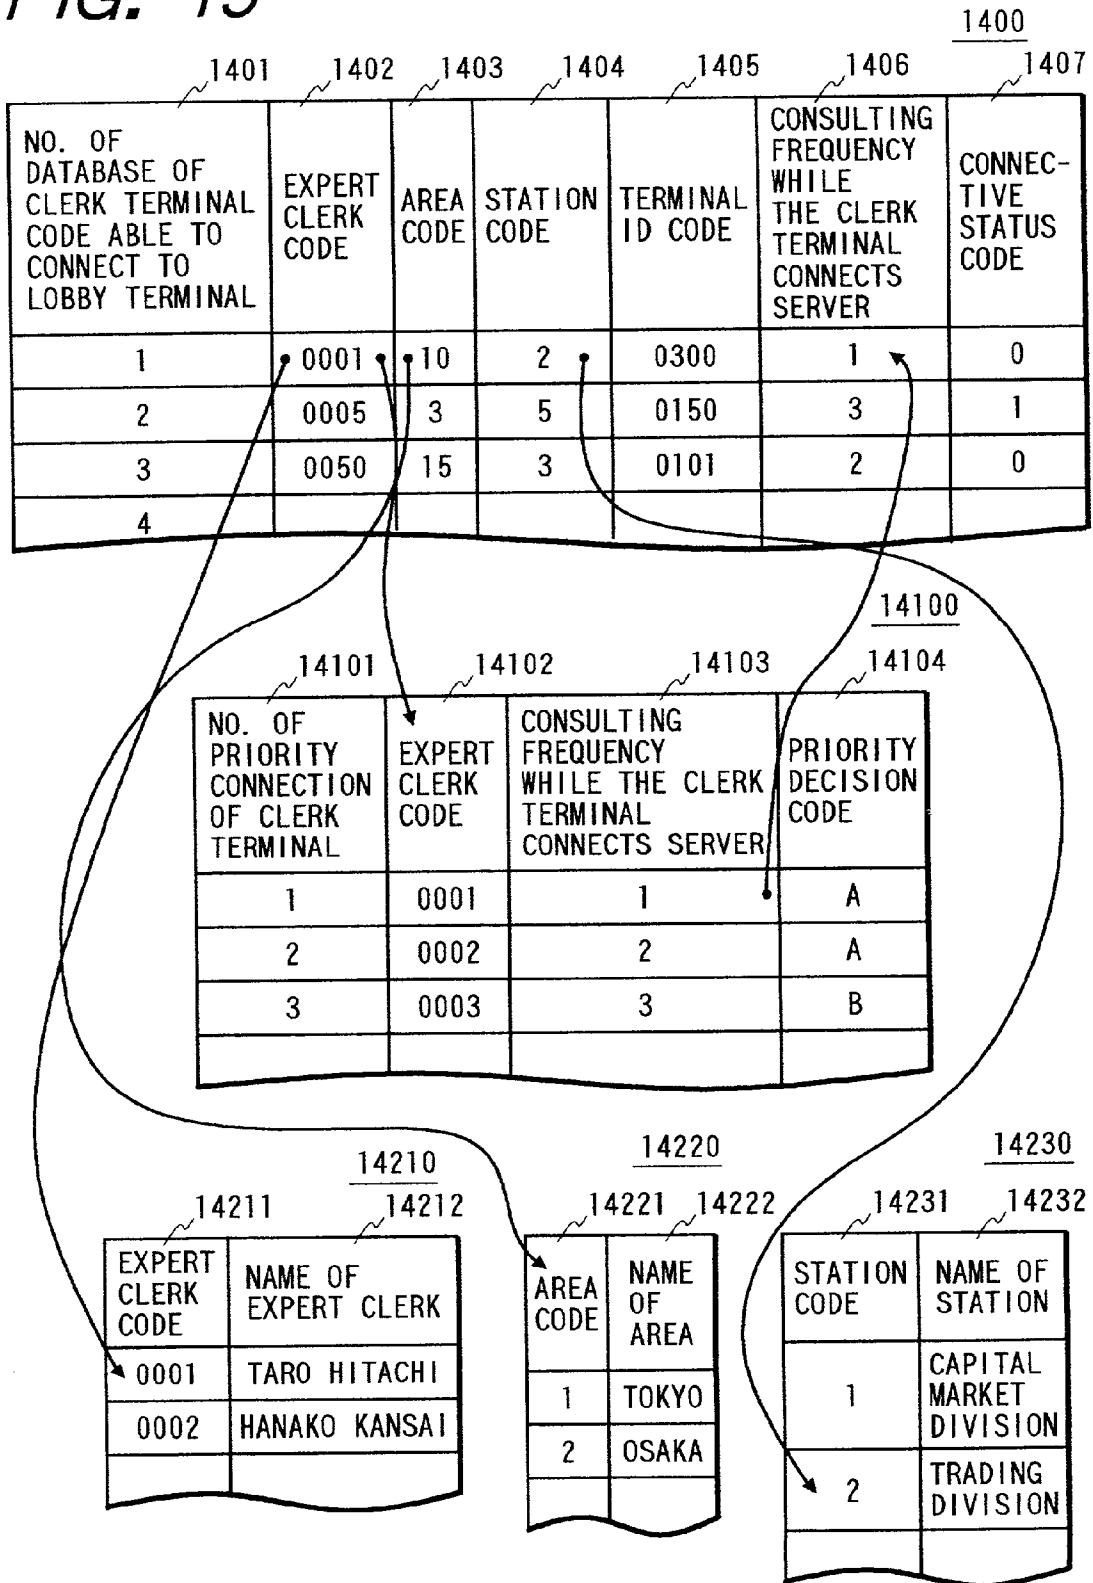 FIG. 15
1400
1401 1402 1403 1404 1405 1406 1407
NO. OF
DATABASE OF
CLERK TERMINAL
CODE ABLE TO
CONNECT TO
LOBBY TERMINAL
EXPERT
CLERK
CODE
AREA
CODE
STATION
CODE
TERMINAL
ID CODE
CONSULTING
FREQUENCY
WHILE
THE CLERK
TERMINAL
CONNECTS
SERVER
CONNEC-
TIVE
STATUS
CODE
1 0001 10 2 0300 1 0
2 0005 3 5 0150 3 1
3 0050 15 3 0101 2 0
4
14100
14101 14102 14103 14104
NO. OF
PRIORITY
CONNECTION
OF CLERK
TERMINAL
EXPERT
CLERK
CODE
CONSULTING
FREQUENCY
WHILE THE CLERK
TERMINAL
CONNECTS SERVER
PRIORITY
DECISION
CODE
1 0001 1 A
2 0002 2 A
3 0003 3 B
14210
14211 14212
EXPERT
CLERK
CODE
NAME OF
EXPERT CLERK
0001 TARO HITACHI
0002 HANAKO KANSAI
14220
14221 14222
AREA
CODE
NAME
OF
AREA
1 TOKYO
2 OSAKA
14230
14231 14232
STATION
CODE
NAME OF
STATION
1
CAPITAL
MARKET
DIVISION
2
TRADING
DIVISION